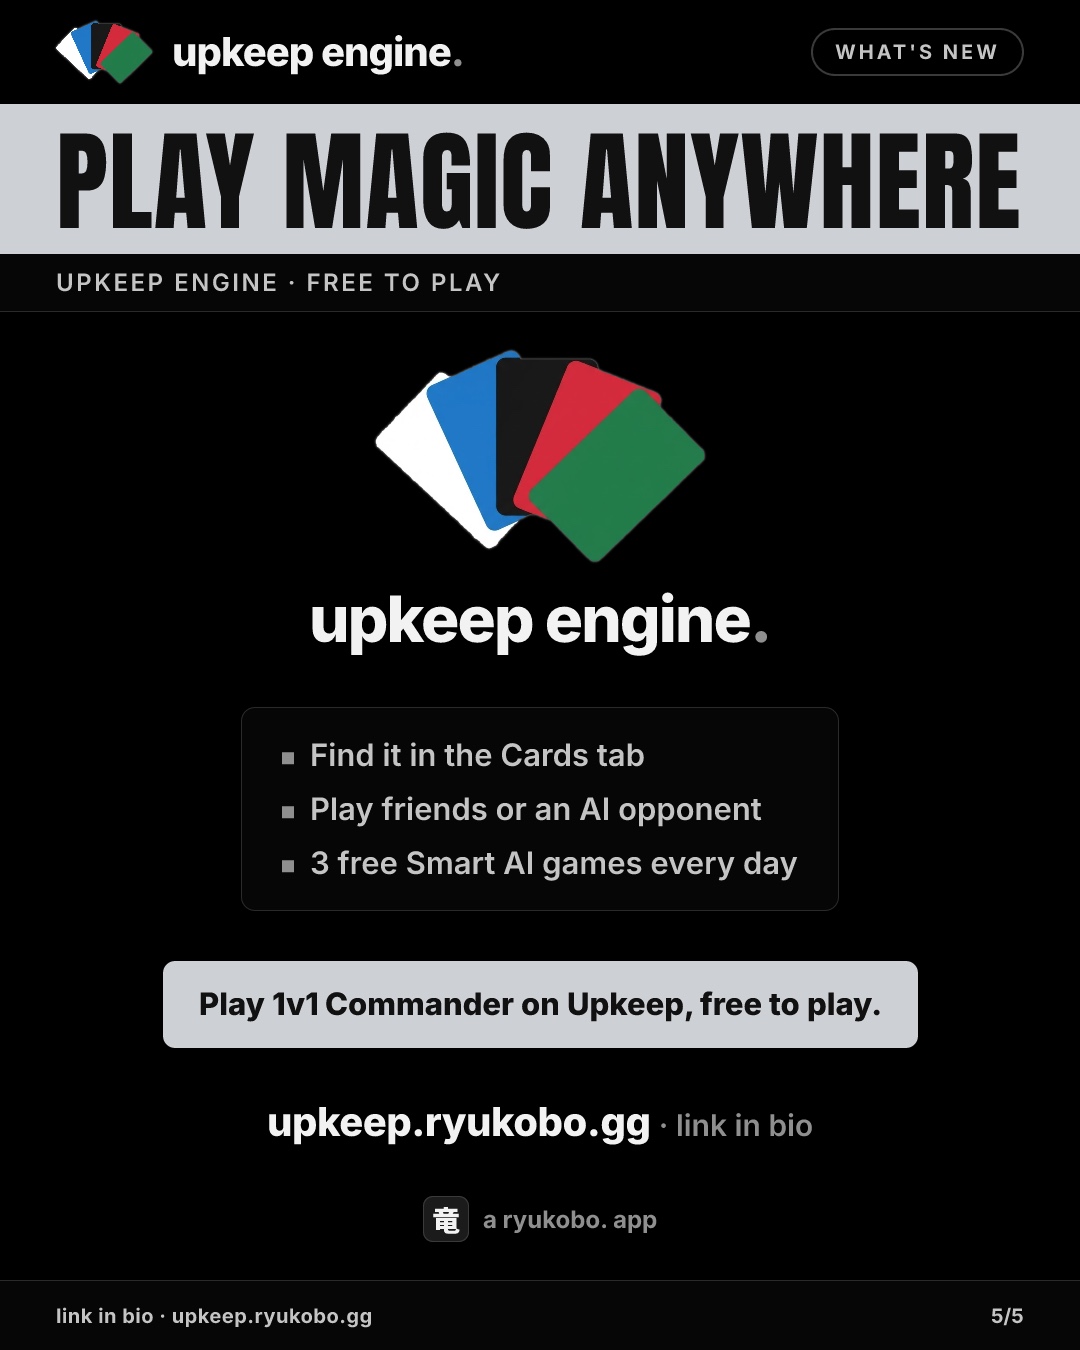 upkeep engine.
WHAT'S NEW
PLAY MAGIC ANYWHERE
UPKEEP ENGINE · FREE TO PLAY
upkeep engine.
▪ Find it in the Cards tab
▪ Play friends or an AI opponent
▪ 3 free Smart AI games every day
Play 1v1 Commander on Upkeep, free to play.
upkeep.ryukobo.gg · link in bio
竜 a ryukobo. app
link in bio · upkeep.ryukobo.gg
5/5